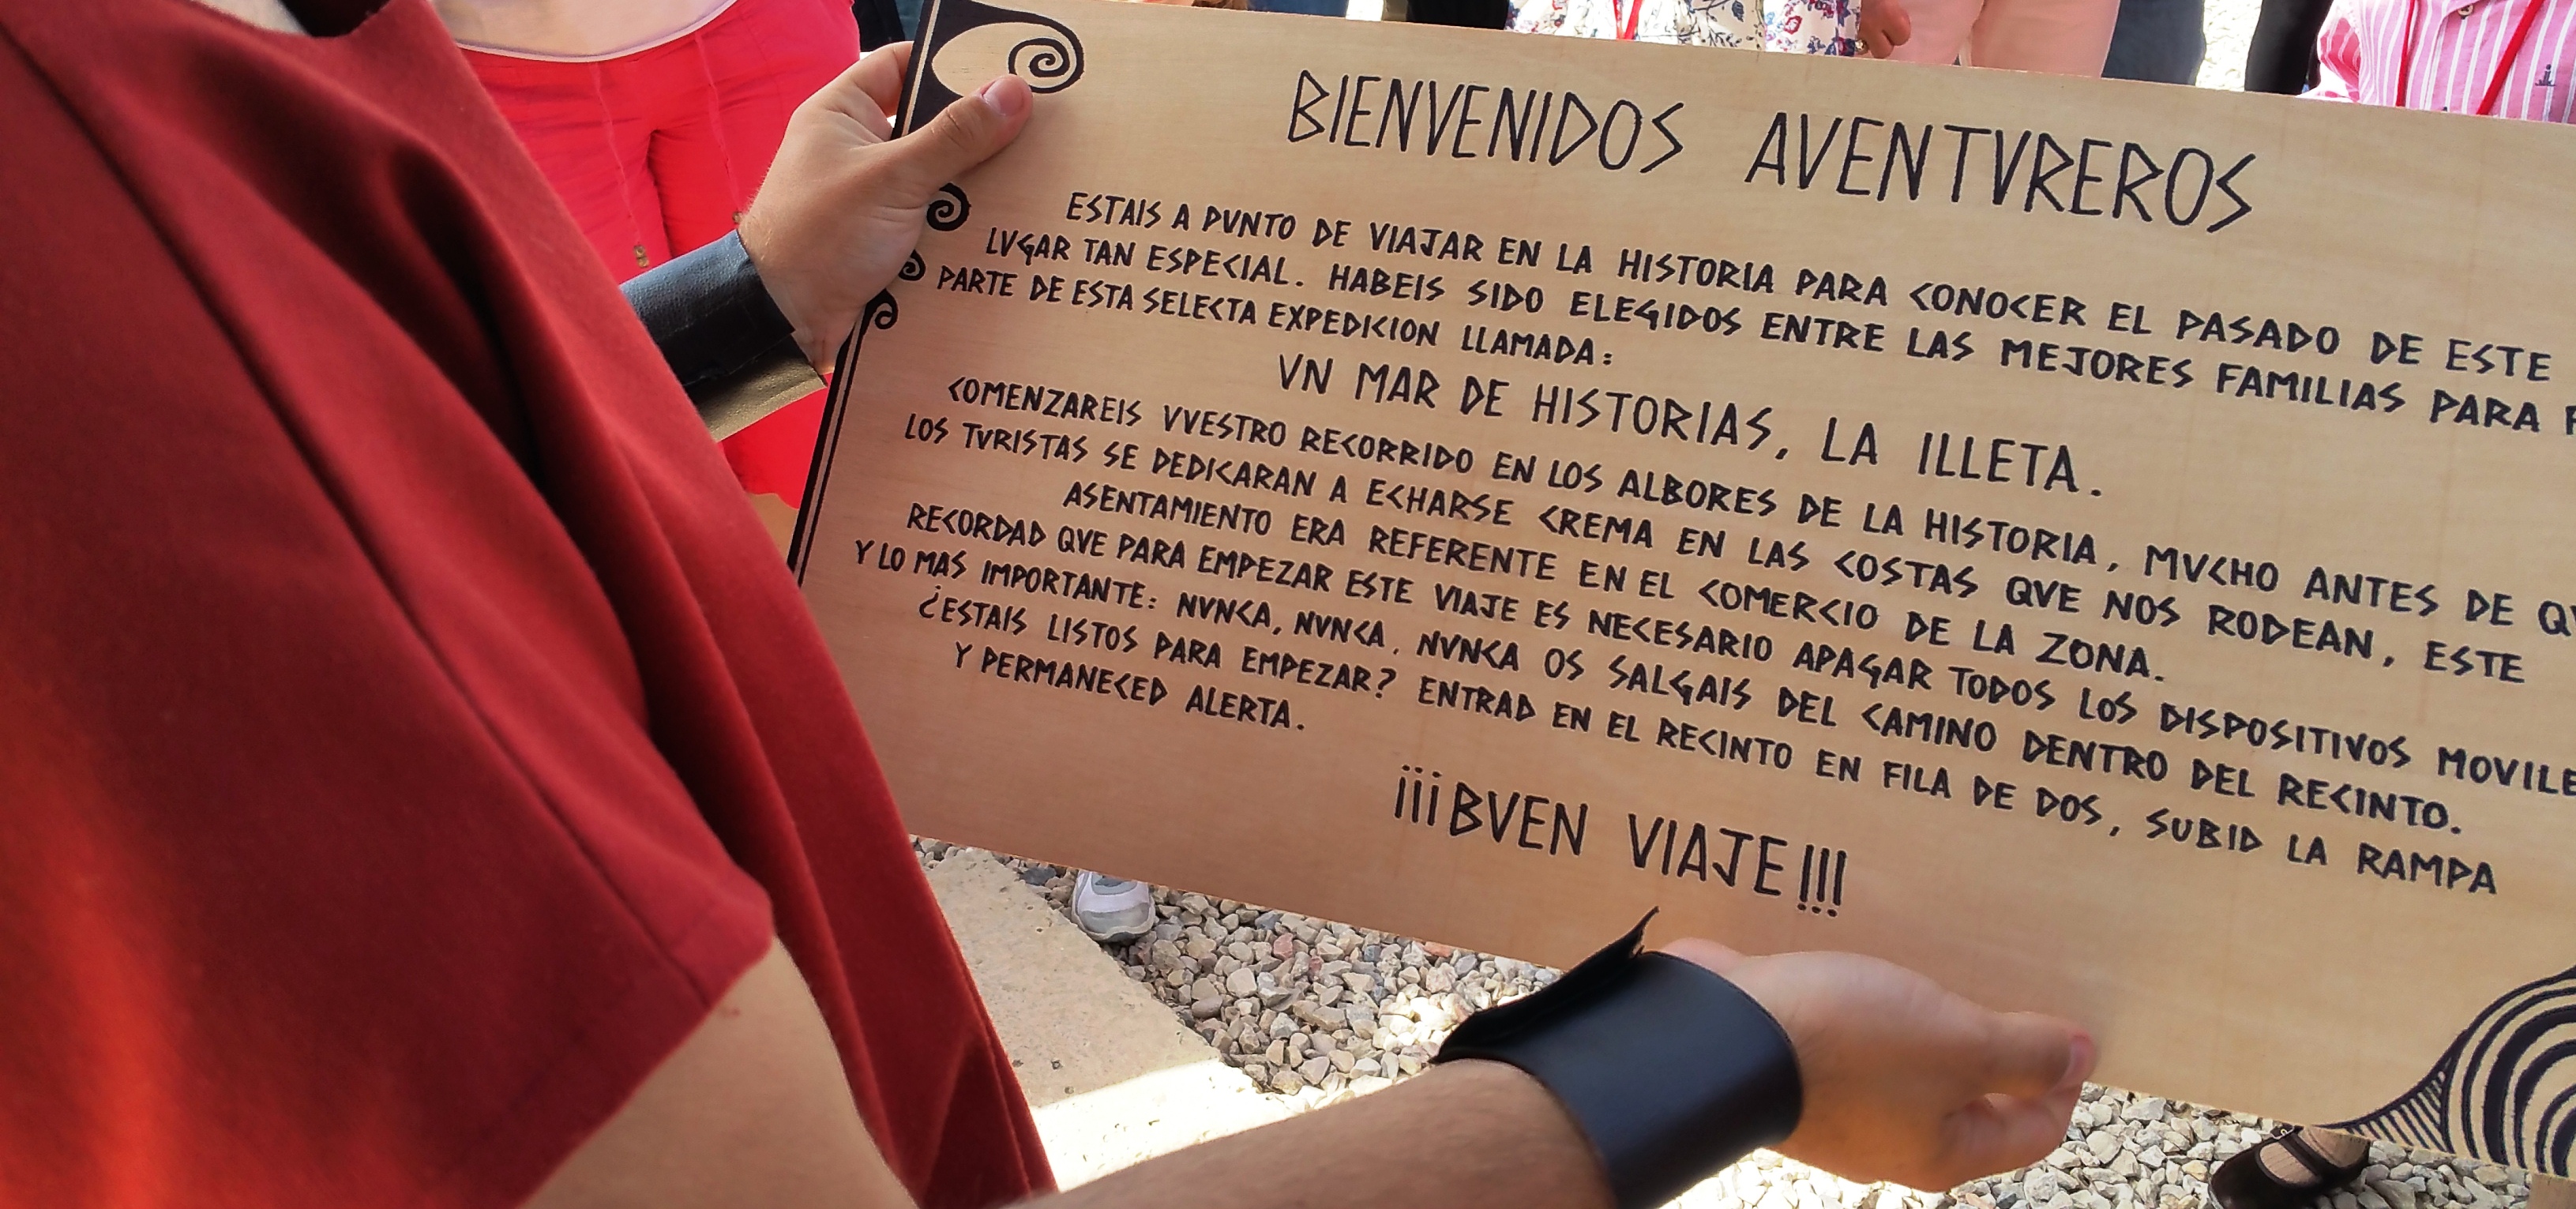 BIENVENIDOS AVENTVREROS
ESTAIS A PVNTO DE VIAJAR EN LA HISTORIA PARA CONOCER EL PASADO DE ESTE
LVGAR TAN ESPECIAL. HABEIS SIDO ELEGIDOS ENTRE LAS MEJORES FAMILIAS PARA
PARTE DE ESTA SELECTA EXPEDICION LLAMADA:
VN MAR DE HISTORIAS, LA ILLETA.
COMENZAREIS VVESTRO RECORRIDO EN LOS ALBORES DE LA HISTORIA, MVCHO ANTES DE QV
LOS TVRISTAS SE DEDICARAN A ECHARSE CREMA EN LAS COSTAS QVE NOS RODEAN, ESTE
ASENTAMIENTO ERA REFERENTE EN EL COMERCIO DE LA ZONA.
RECORDAD QVE PARA EMPEZAR ESTE VIAJE ES NECESARIO APAGAR TODOS LOS DISPOSITIVOS MOVILE
Y LO MAS IMPORTANTE: NVNCA, NVNCA, NVNCA OS SALGAIS DEL CAMINO DENTRO DEL RECINTO.
¿ESTAIS LISTOS PARA EMPEZAR? ENTRAD EN EL RECINTO EN FILA DE DOS, SUBID LA RAMPA
Y PERMANECED ALERTA.
¡¡¡BVEN VIAJE!!!